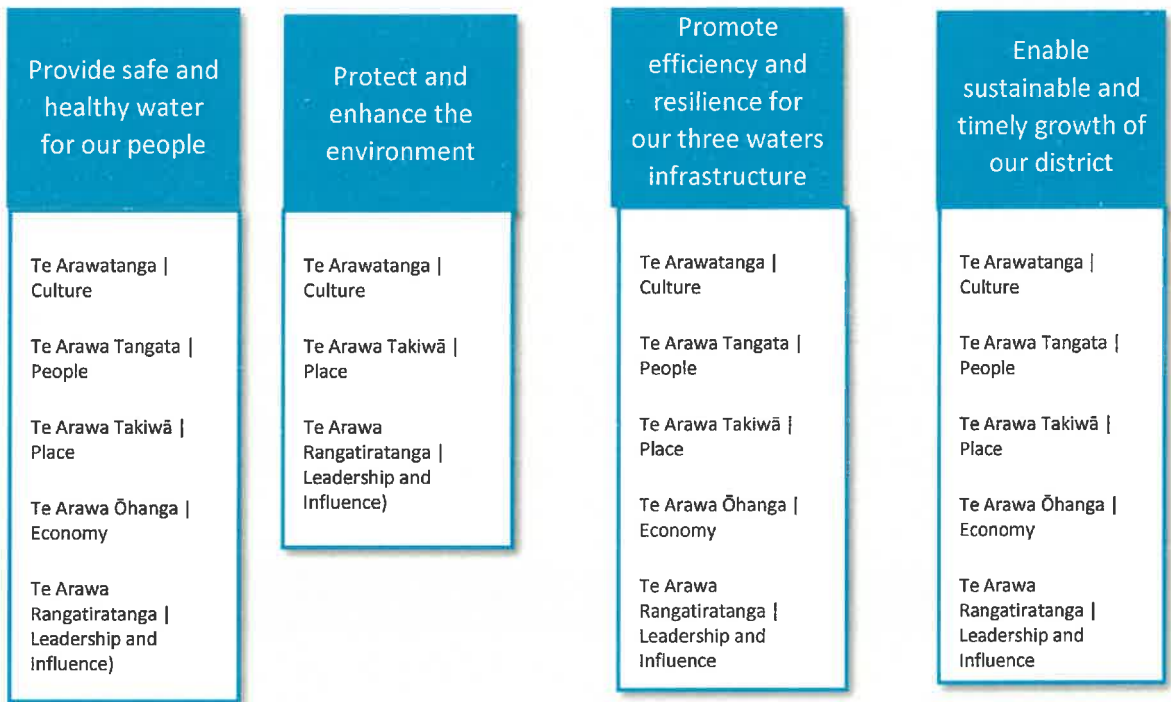 Provide safe and
healthy water
for our people
Te Arawatanga |
Culture
Te Arawa Tangata |
People
Te Arawa Takiwā |
Place
Te Arawa Ōhanga |
Economy
Te Arawa
Rangatiratanga |
Leadership and
Influence)
Protect and
enhance the
environment
Te Arawatanga |
Culture
Te Arawa Takiwā |
Place
Te Arawa
Rangatiratanga |
Leadership and
Influence)
Promote
efficiency and
resilience for
our three waters
infrastructure
Te Arawatanga |
Culture
Te Arawa Tangata |
People
Te Arawa Takiwā |
Place
Te Arawa Ōhanga |
Economy
Te Arawa
Rangatiratanga |
Leadership and
Influence
Enable
sustainable and
timely growth of
our district
Te Arawatanga |
Culture
Te Arawa Tangata |
People
Te Arawa Takiwā |
Place
Te Arawa Ōhanga |
Economy
Te Arawa
Rangatiratanga |
Leadership and
Influence